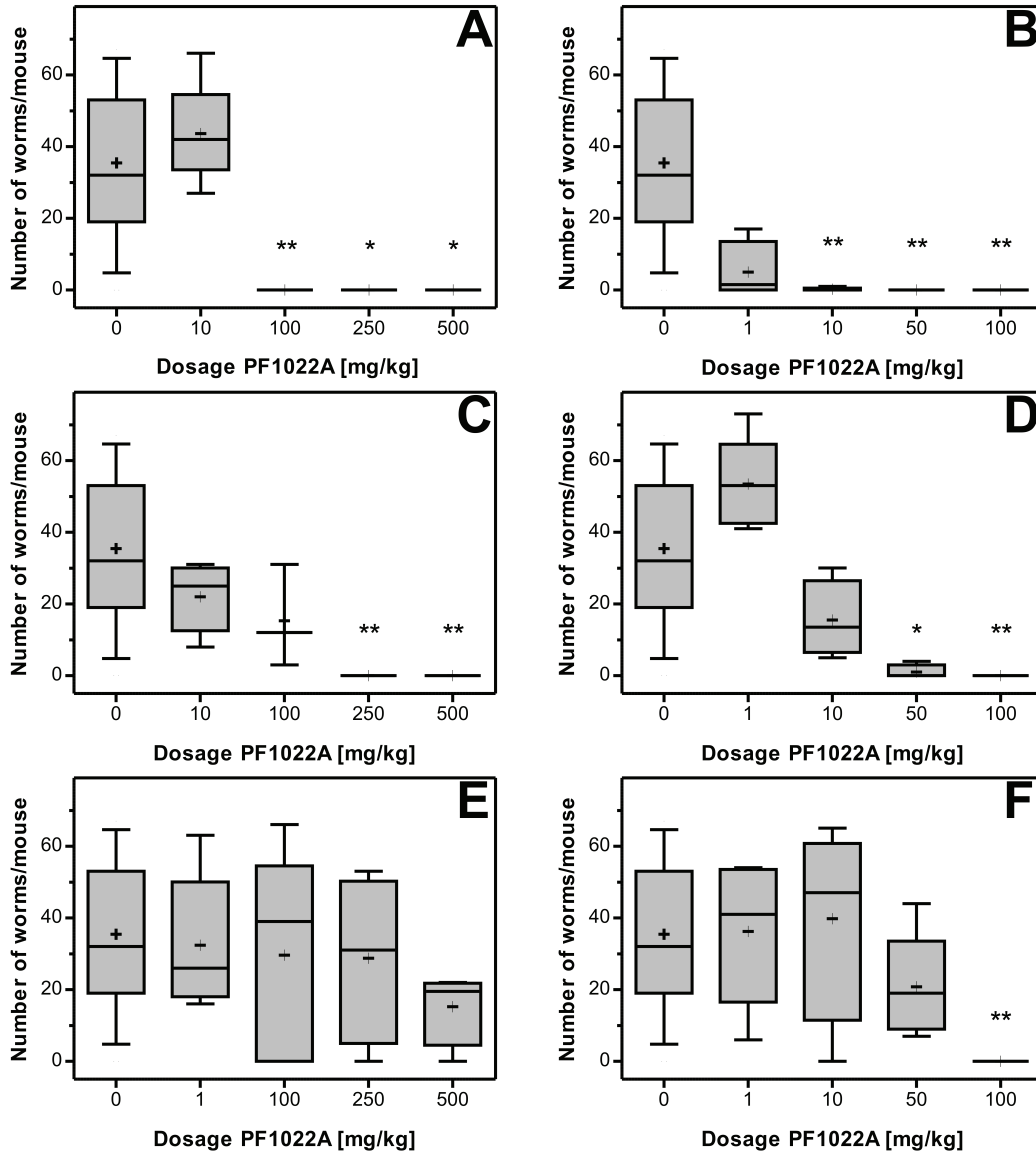 A
Number of worms/mouse
60
40
20
0
** * *
0 10 100 250 500
Dosage PF1022A [mg/kg]
B
Number of worms/mouse
60
40
20
0
** ** **
0 1 10 50 100
Dosage PF1022A [mg/kg]
C
Number of worms/mouse
60
40
20
0
** **
0 10 100 250 500
Dosage PF1022A [mg/kg]
D
Number of worms/mouse
60
40
20
0
* **
0 1 10 50 100
Dosage PF1022A [mg/kg]
E
Number of worms/mouse
60
40
20
0
0 1 100 250 500
Dosage PF1022A [mg/kg]
F
Number of worms/mouse
60
40
20
0
**
0 1 10 50 100
Dosage PF1022A [mg/kg]